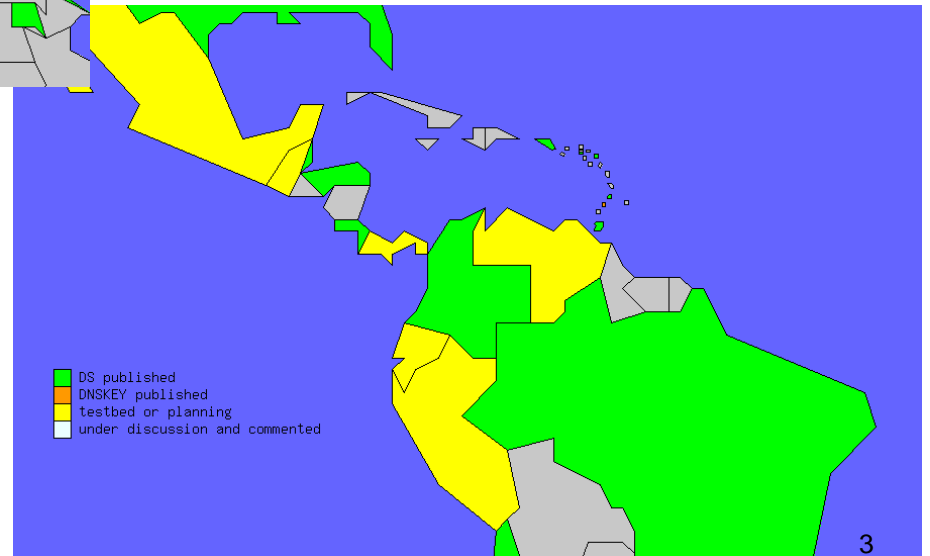 DS published
DNSKEY published
testbed or planning
under discussion and commented
3